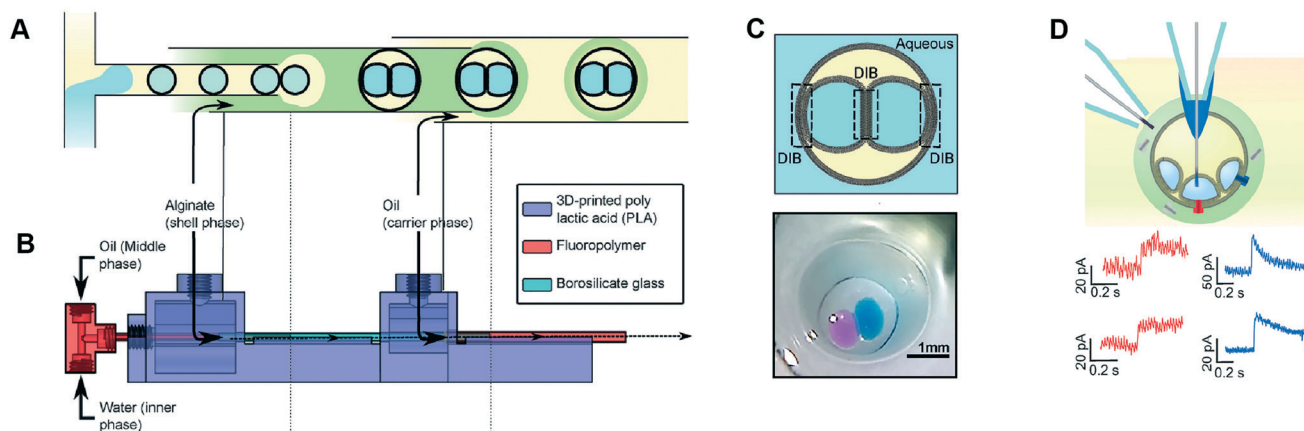 A
Alginate
(shell phase)
Oil
(carrier phase)
3D-printed poly
lactic acid (PLA)
Fluoropolymer
Borosilicate glass
B
Oil (Middle
phase)
Water (inner
phase)
C
Aqueous
DIB
DIB
DIB
1mm
D
20 pA
0.2 s
50 pA
0.2 s
20 pA
0.2 s
20 pA
0.2 s